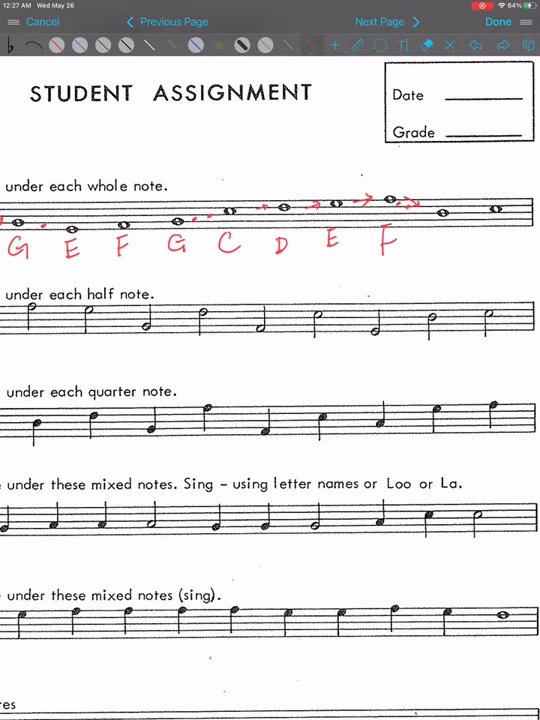 12:27 AM Wed May 26
64%
Cancel
Previous Page
Next Page
Done
STUDENT ASSIGNMENT
Date
Grade
under each whole note.
G E F G C D E F
under each half note.
under each quarter note.
under these mixed notes. Sing - using letter names or Loo or La.
under these mixed notes (sing).